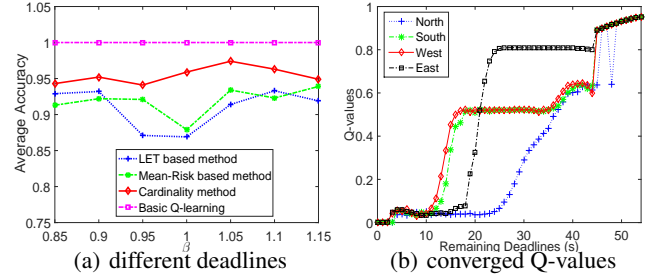 1.05
1
0.95
0.9
0.85
0.8
0.75
Average Accuracy
LET based method
Mean-Risk based method
Cardinality method
Basic Q-learning
0.85 0.9 0.95 1 1.05 1.1 1.15
β
(a) different deadlines
1
0.8
0.6
0.4
0.2
0
Q-values
North
South
West
East
0 10 20 30 40 50
Remaining Deadlines (s)
(b) converged Q-values